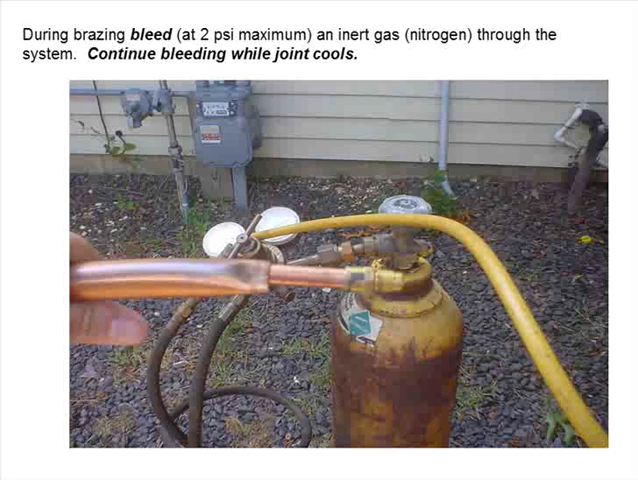 During brazing bleed (at 2 psi maximum) an inert gas (nitrogen) through the
system.  Continue bleeding while joint cools.